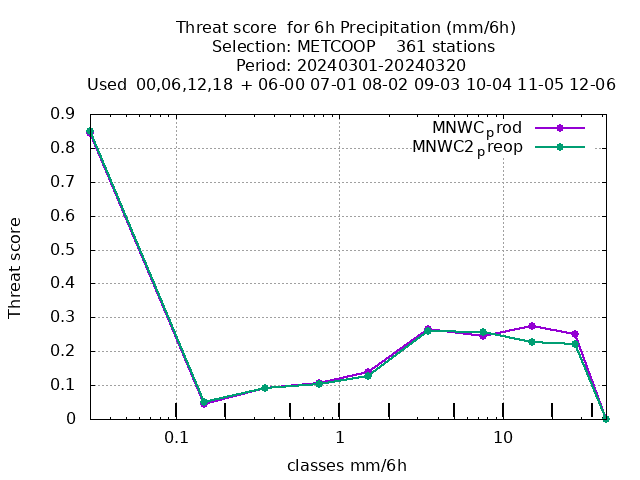 Threat score  for 6h Precipitation (mm/6h)
Selection: METCOOP    361 stations
Period: 20240301-20240320
Used  00,06,12,18  + 06-00 07-01 08-02 09-03 10-04 11-05 12-06
MNWC_prod
MNWC2_preop
Threat score
0.9
0.8
0.7
0.6
0.5
0.4
0.3
0.2
0.1
0
0.1 1 10
classes mm/6h